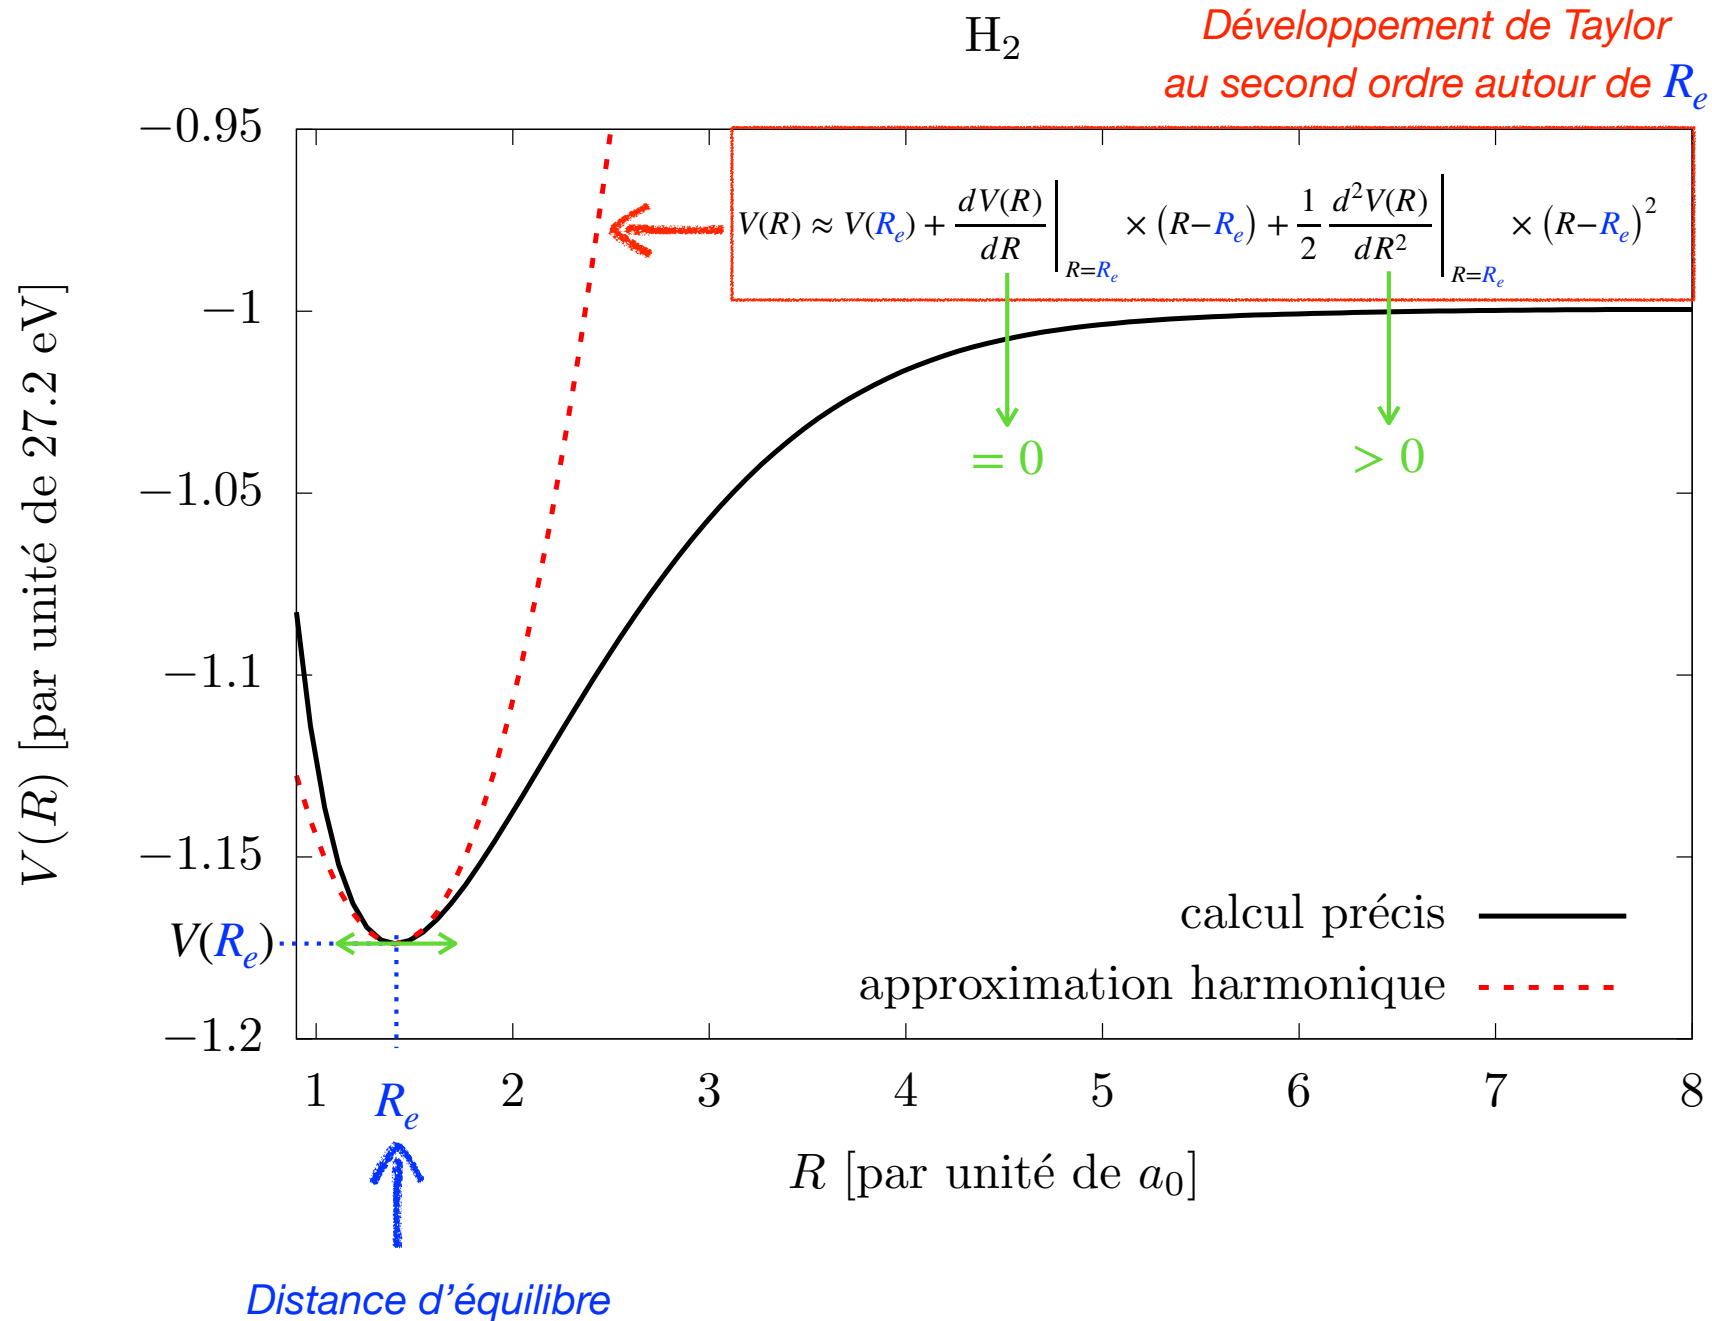 H₂
Développement de Taylor
au second ordre autour de Rₑ
−0.95
V(R) ≈ V(Rₑ) + dV(R)/dR |R=Rₑ × (R−Rₑ) + 1/2 d²V(R)/dR² |R=Rₑ × (R−Rₑ)²
−1
= 0
> 0
−1.05
−1.1
−1.15
V(Rₑ)
−1.2
V(R) [par unité de 27.2 eV]
calcul précis
approximation harmonique
1 2 3 4 5 6 7 8
Rₑ
R [par unité de a₀]
Distance d’équilibre